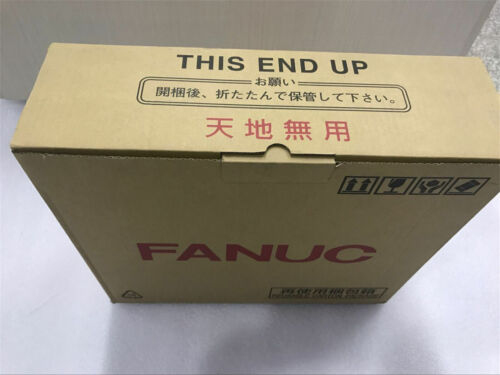 THIS END UP
お願い
開梱後、折たたんで保管して下さい。
天地無用
FANUC
再使用梱包箱